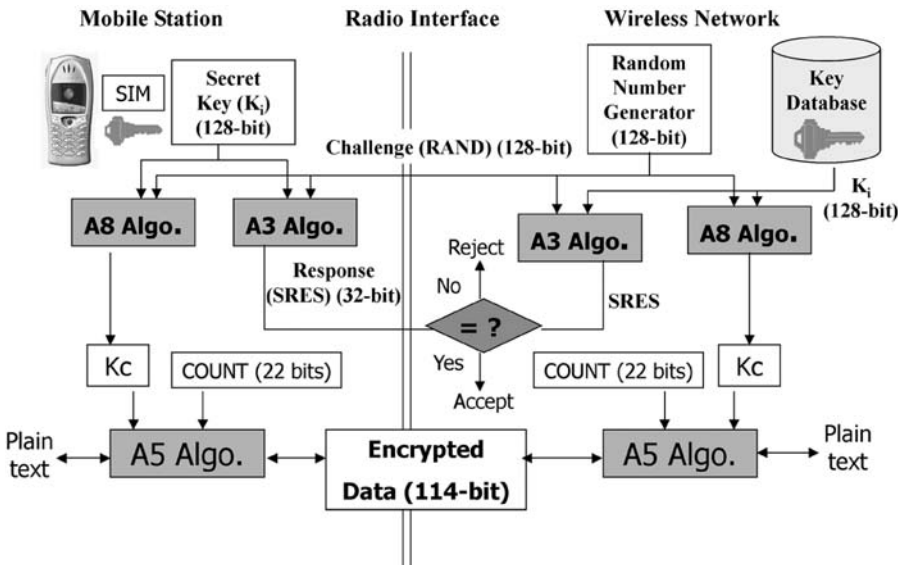 Mobile Station
Radio Interface
Wireless Network
SIM
Secret
Key (Ki)
(128-bit)
Random
Number
Generator
(128-bit)
Key
Database
Challenge (RAND) (128-bit)
Ki
(128-bit)
A8 Algo.
A3 Algo.
A3 Algo.
A8 Algo.
Response
(SRES) (32-bit)
Reject
No
= ?
SRES
Yes
Accept
Kc
COUNT (22 bits)
COUNT (22 bits)
Kc
Plain
text
A5 Algo.
Encrypted
Data (114-bit)
A5 Algo.
Plain
text